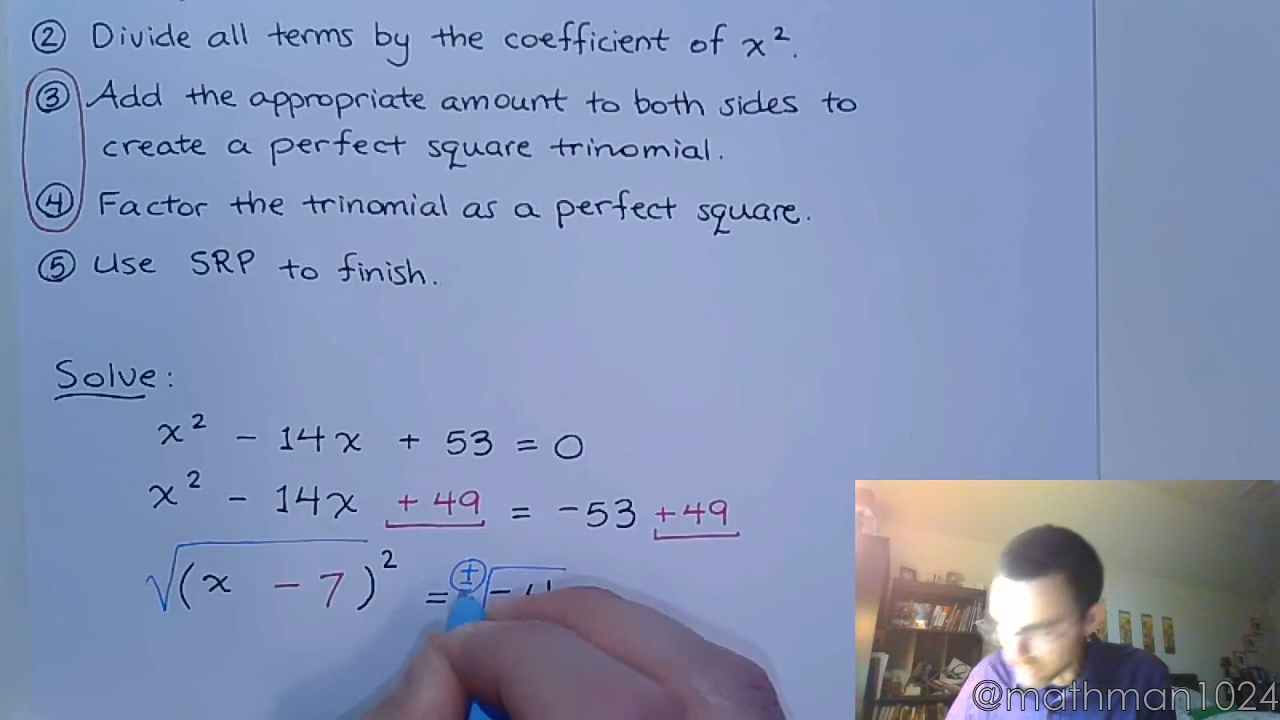 ② Divide all terms by the coefficient of x².
③ Add the appropriate amount to both sides to
create a perfect square trinomial.
④ Factor the trinomial as a perfect square.
⑤ Use SRP to finish.
Solve:
x² - 14x + 53 = 0
x² - 14x + 49 = -53 + 49
√(x - 7)² = ±√-4
@mathman1024